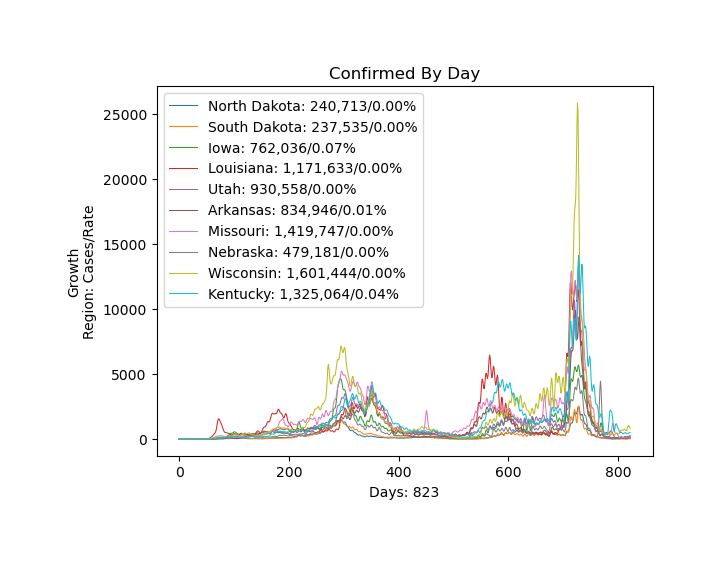 Confirmed By Day
25000
20000
15000
10000
5000
0
Growth
Region: Cases/Rate
North Dakota: 240,713/0.00%
South Dakota: 237,535/0.00%
Iowa: 762,036/0.07%
Louisiana: 1,171,633/0.00%
Utah: 930,558/0.00%
Arkansas: 834,946/0.01%
Missouri: 1,419,747/0.00%
Nebraska: 479,181/0.00%
Wisconsin: 1,601,444/0.00%
Kentucky: 1,325,064/0.04%
0 200 400 600 800
Days: 823